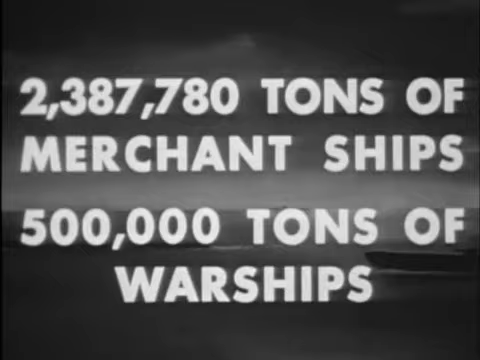 2,387,780 TONS OF
MERCHANT SHIPS
500,000 TONS OF
WARSHIPS